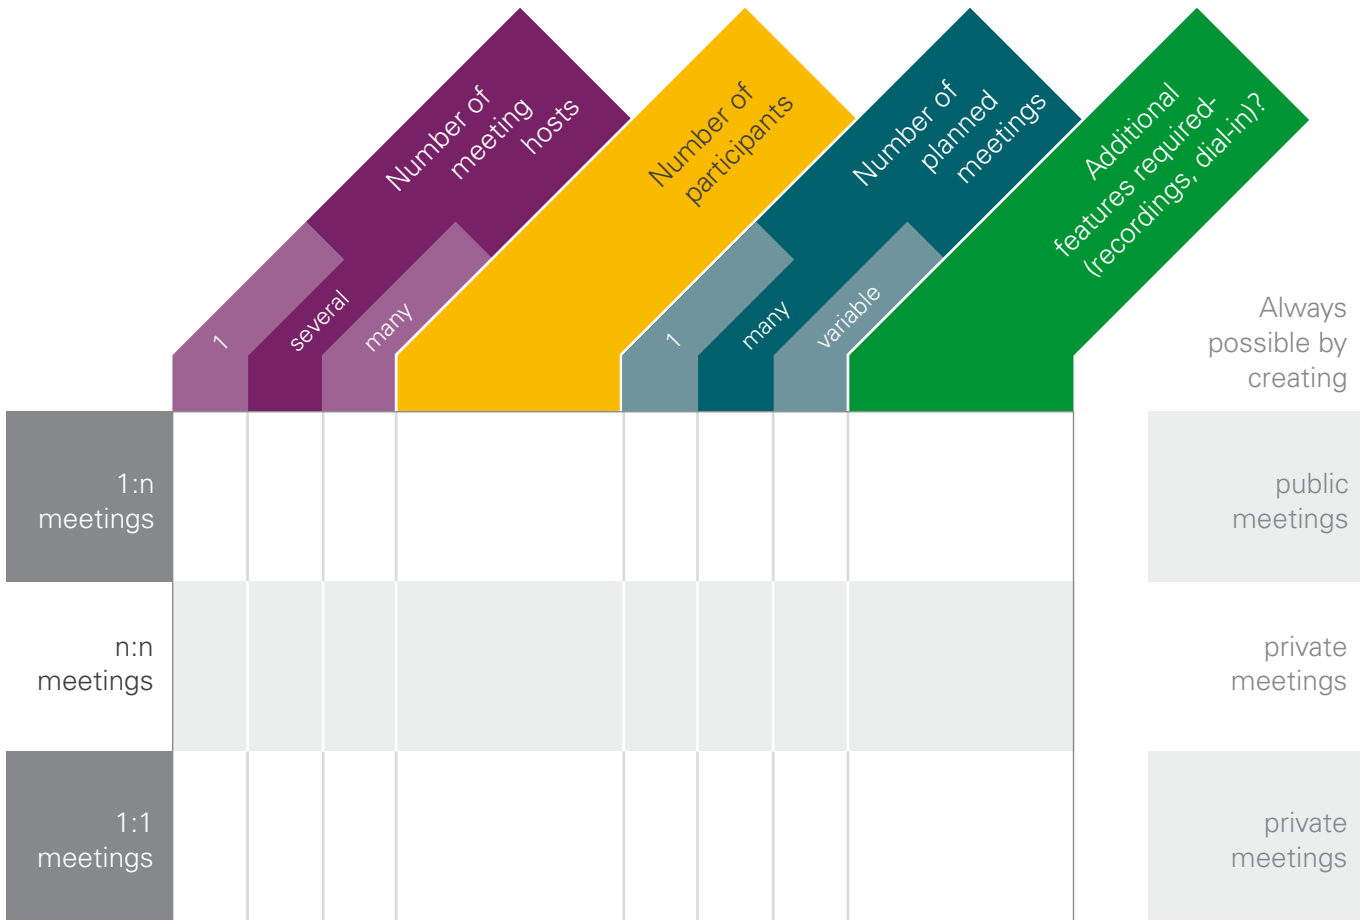 Number of
meeting
hosts
1
several
many
Number of
participants
Number of
planned
meetings
1
many
variable
Additional
features required-
(recordings, dial-in)?
Always
possible by
creating
1:n
meetings
public
meetings
n:n
meetings
private
meetings
1:1
meetings
private
meetings